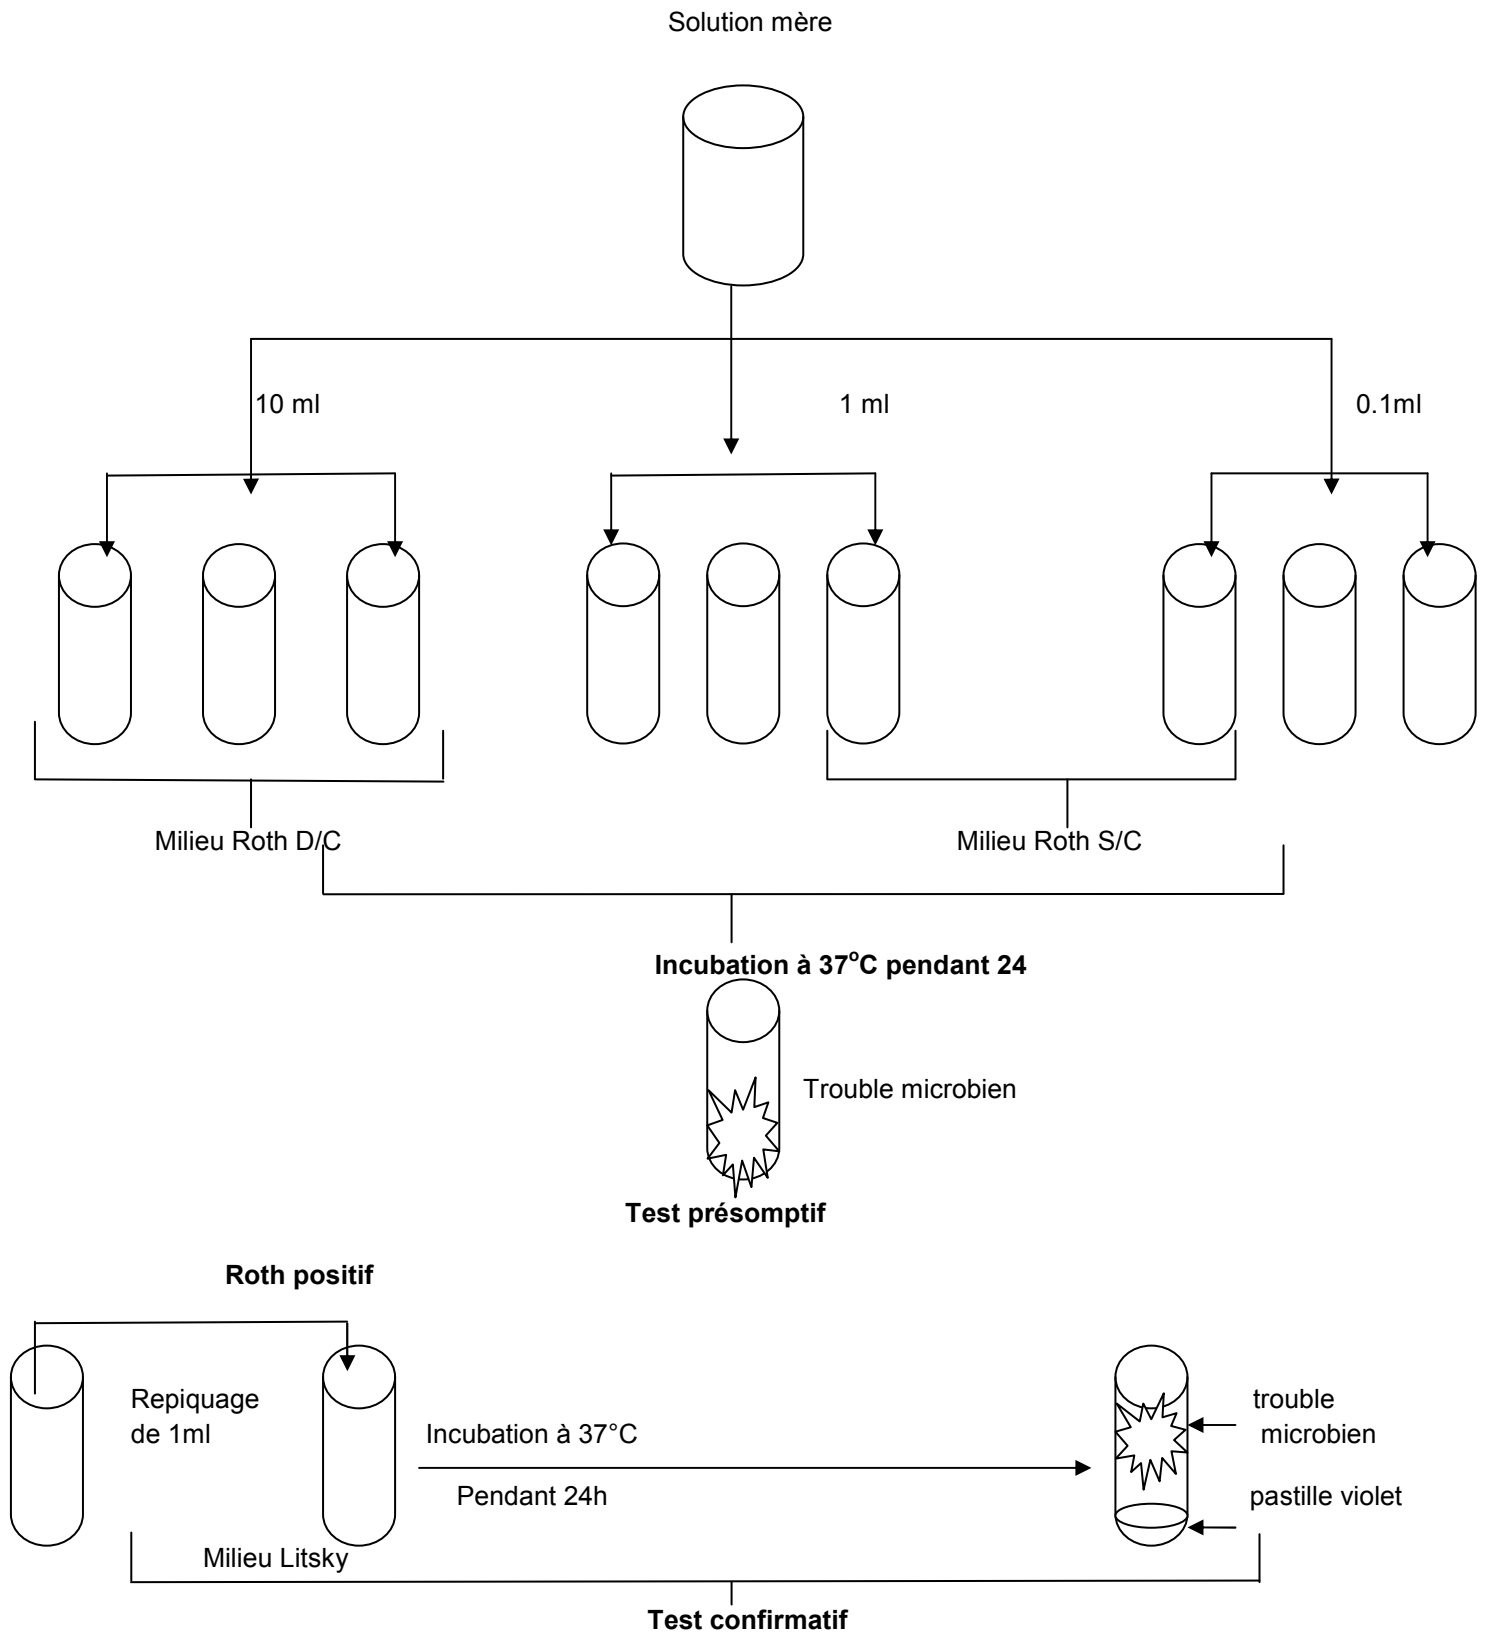 Solution mère
10 ml
1 ml
0.1ml
Milieu Roth D/C
Milieu Roth S/C
Incubation à 37°C pendant 24
Trouble microbien
Test présomptif
Roth positif
Repiquage
de 1ml
Incubation à 37°C
Pendant 24h
trouble
microbien
pastille violet
Milieu Litsky
Test confirmatif